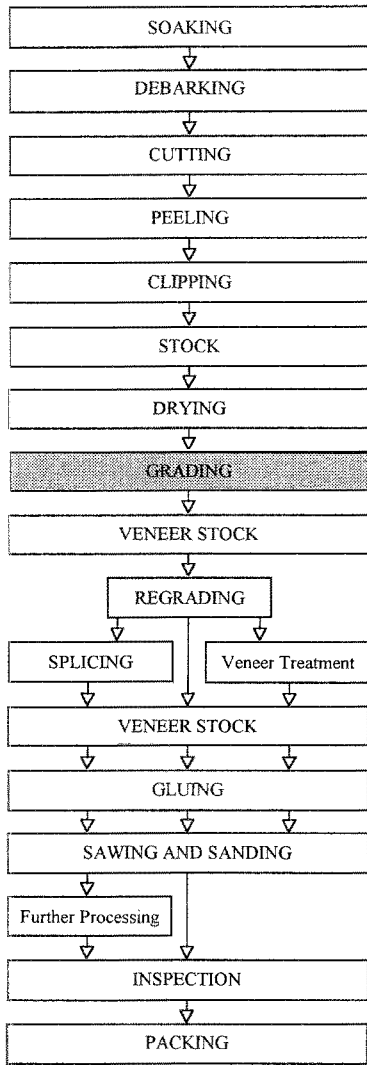 SOAKING
DEBARKING
CUTTING
PEELING
CLIPPING
STOCK
DRYING
GRADING
VENEER STOCK
REGRADING
SPLICING
Veneer Treatment
VENEER STOCK
GLUING
SAWING AND SANDING
Further Processing
INSPECTION
PACKING